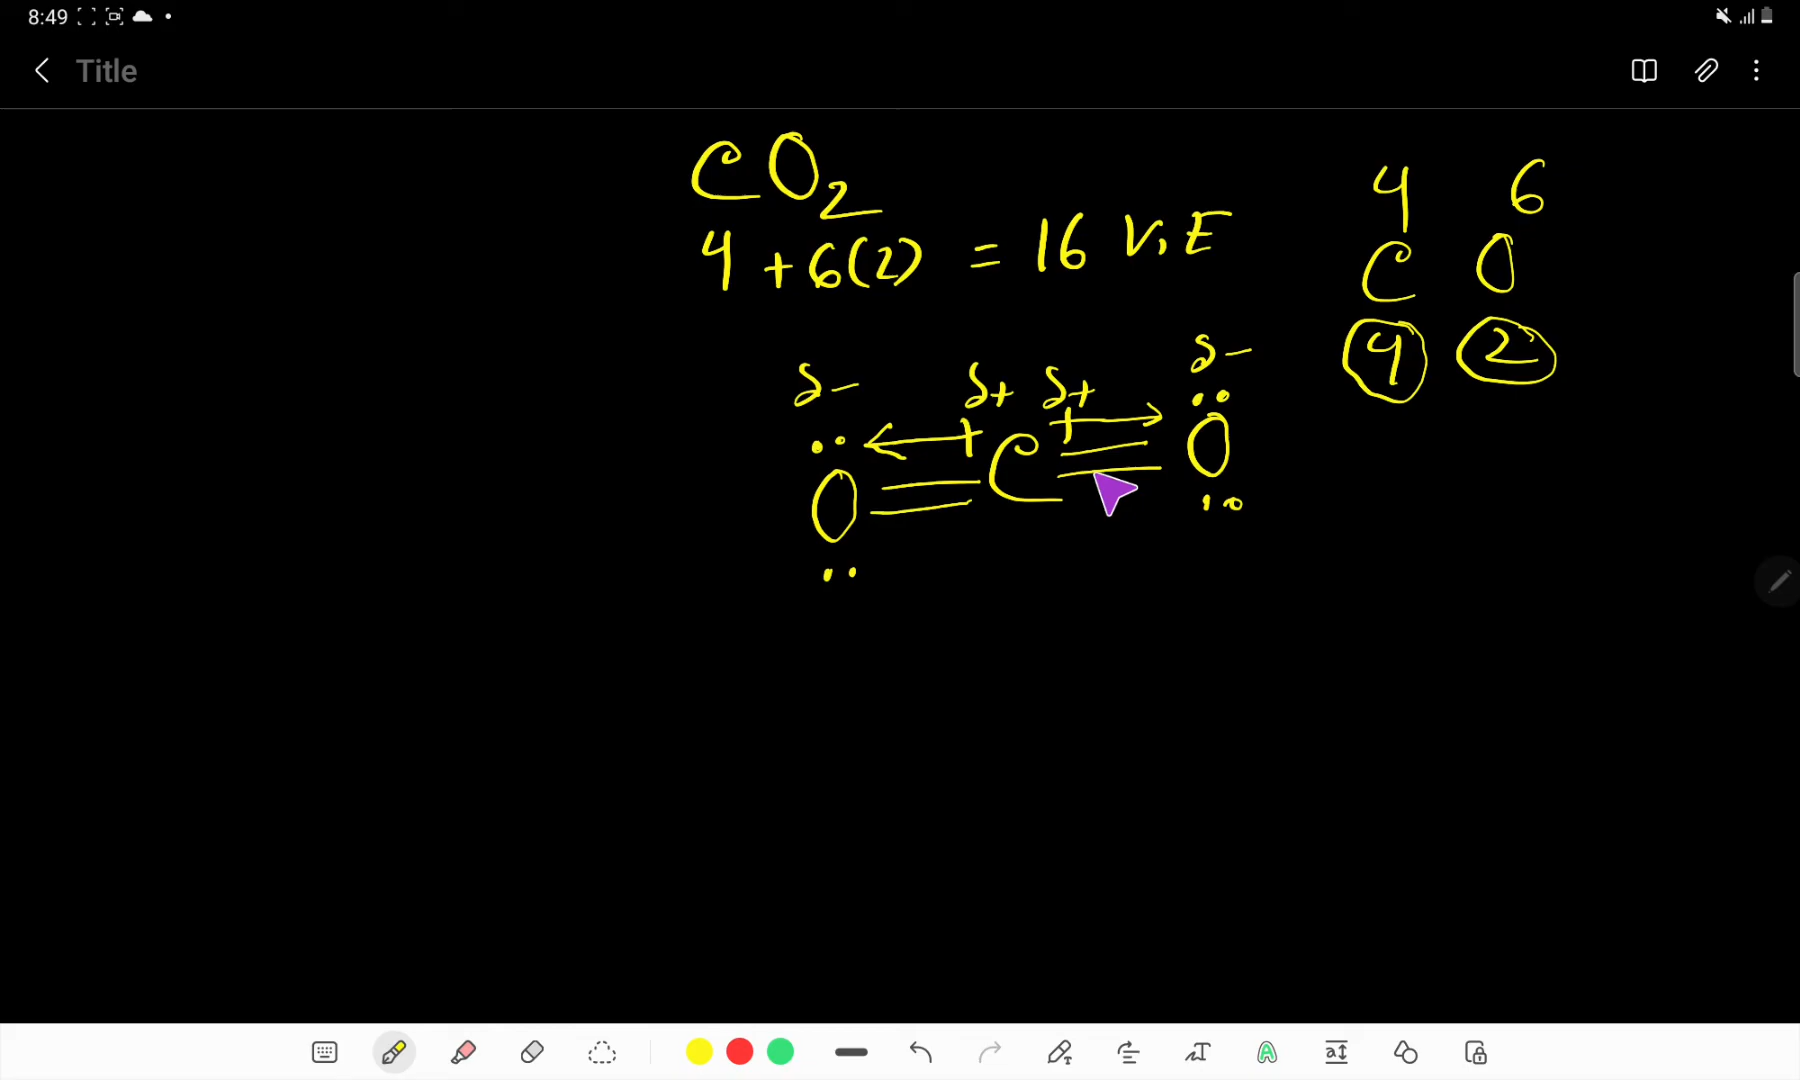 8:49
Title
CO₂
4 6
4 + 6(2) = 16 V, E
C O
4 2
δ- δ+ δ+ δ-
O C O